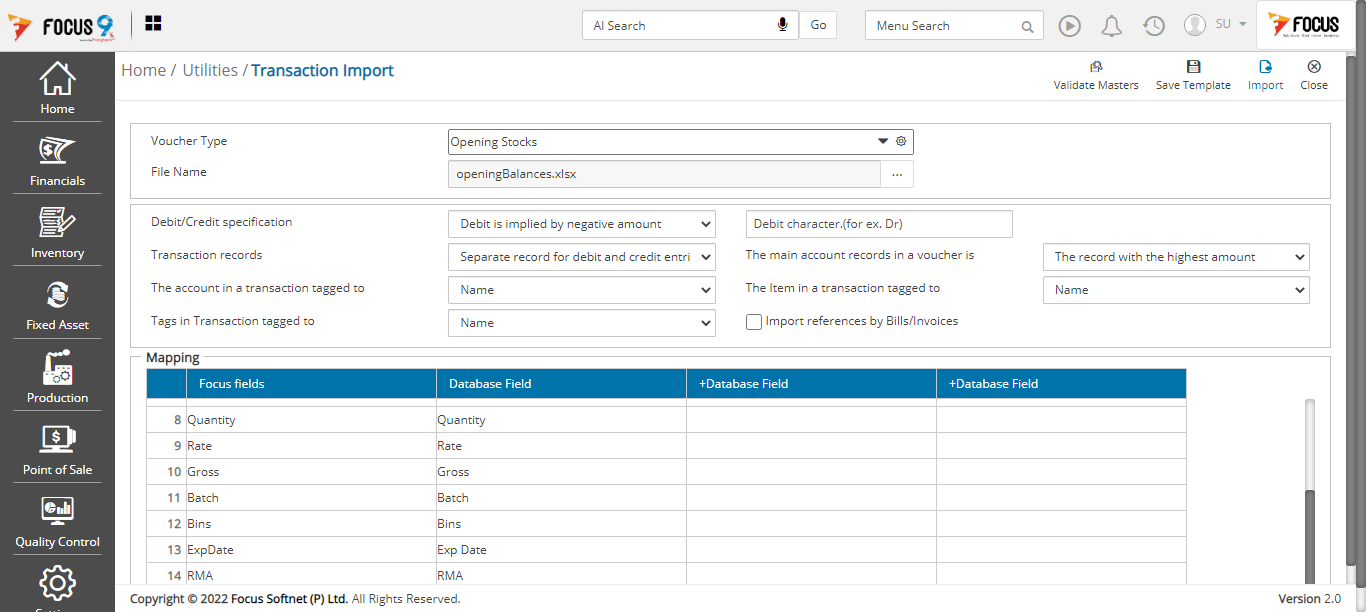 FOCUS 9
AI Search
Go
Menu Search
SU
FOCUS
Home / Utilities / Transaction Import
Validate Masters
Save Template
Import
Close
Home
Financials
Inventory
Fixed Asset
Production
Point of Sale
Quality Control
Voucher Type
Opening Stocks
File Name
openingBalances.xlsx
...
Debit/Credit specification
Debit is implied by negative amount
Debit character.(for ex. Dr)
Transaction records
Separate record for debit and credit entri
The main account records in a voucher is
The record with the highest amount
The account in a transaction tagged to
Name
The Item in a transaction tagged to
Name
Tags in Transaction tagged to
Name
Import references by Bills/Invoices
Mapping
Focus fields Database Field +Database Field +Database Field
8 Quantity Quantity
9 Rate Rate
10 Gross Gross
11 Batch Batch
12 Bins Bins
13 ExpDate Exp Date
14 RMA RMA
Copyright © 2022 Focus Softnet (P) Ltd. All Rights Reserved.
Version 2.0